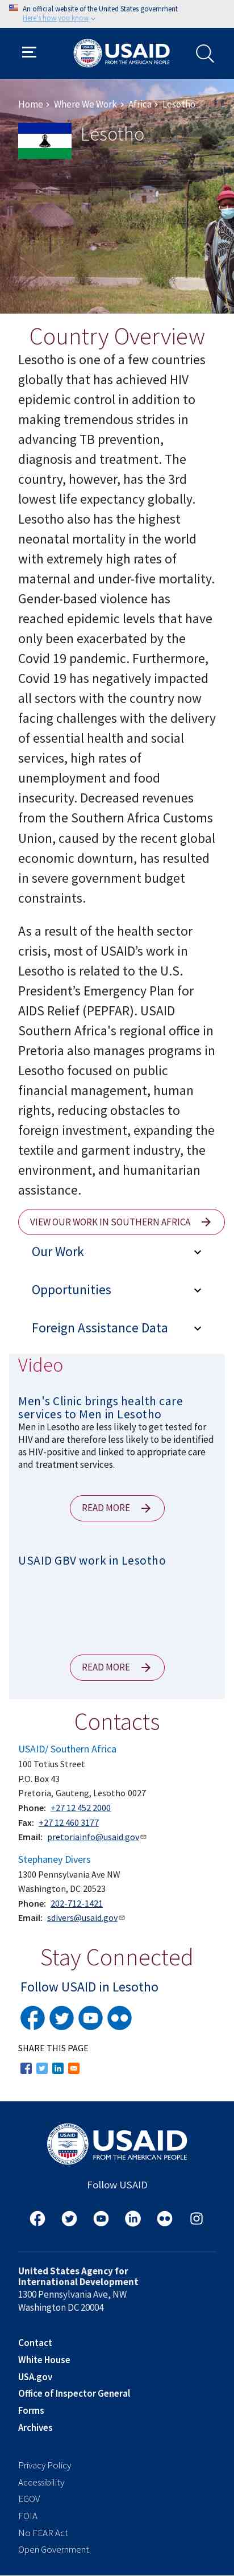 An official website of the United States government
Here's how you know
USAID
FROM THE AMERICAN PEOPLE
Home > Where We Work > Africa > Lesotho
Lesotho
Country Overview
Lesotho is one of a few countries
globally that has achieved HIV
epidemic control in addition to
making tremendous strides in
advancing TB prevention,
diagnosis and treatment. The
country, however, has the 3rd
lowest life expectancy globally.
Lesotho also has the highest
neonatal mortality in the world
with extremely high rates of
maternal and under-five mortality.
Gender-based violence has
reached epidemic levels that have
only been exacerbated by the
Covid 19 pandemic. Furthermore,
Covid 19 has negatively impacted
all sectors with the country now
facing challenges with the delivery
of essential health and social
services, high rates of
unemployment and food
insecurity. Decreased revenues
from the Southern Africa Customs
Union, caused by the recent global
economic downturn, has resulted
in severe government budget
constraints.
As a result of the health sector
crisis, most of USAID’s work in
Lesotho is related to the U.S.
President’s Emergency Plan for
AIDS Relief (PEPFAR). USAID
Southern Africa's regional office in
Pretoria also manages programs in
Lesotho focused on public
financial management, human
rights, reducing obstacles to
foreign investment, expanding the
textile and garment industry, the
environment, and humanitarian
assistance.
VIEW OUR WORK IN SOUTHERN AFRICA
Our Work
Opportunities
Foreign Assistance Data
Video
Men's Clinic brings health care
services to Men in Lesotho
Men in Lesotho are less likely to get tested for
HIV and are therefore less likely to be identified
as HIV-positive and linked to appropriate care
and treatment services.
READ MORE
USAID GBV work in Lesotho
READ MORE
Contacts
USAID/ Southern Africa
100 Totius Street
P.O. Box 43
Pretoria, Gauteng, Lesotho 0027
Phone: +27 12 452 2000
Fax: +27 12 460 3177
Email: pretoriainfo@usaid.gov
Stephaney Divers
1300 Pennsylvania Ave NW
Washington, DC 20523
Phone: 202-712-1421
Email: sdivers@usaid.gov
Stay Connected
Follow USAID in Lesotho
SHARE THIS PAGE
USAID
FROM THE AMERICAN PEOPLE
Follow USAID
United States Agency for
International Development
1300 Pennsylvania Ave, NW
Washington DC 20004
Contact
White House
USA.gov
Office of Inspector General
Forms
Archives
Privacy Policy
Accessibility
EGOV
FOIA
No FEAR Act
Open Government